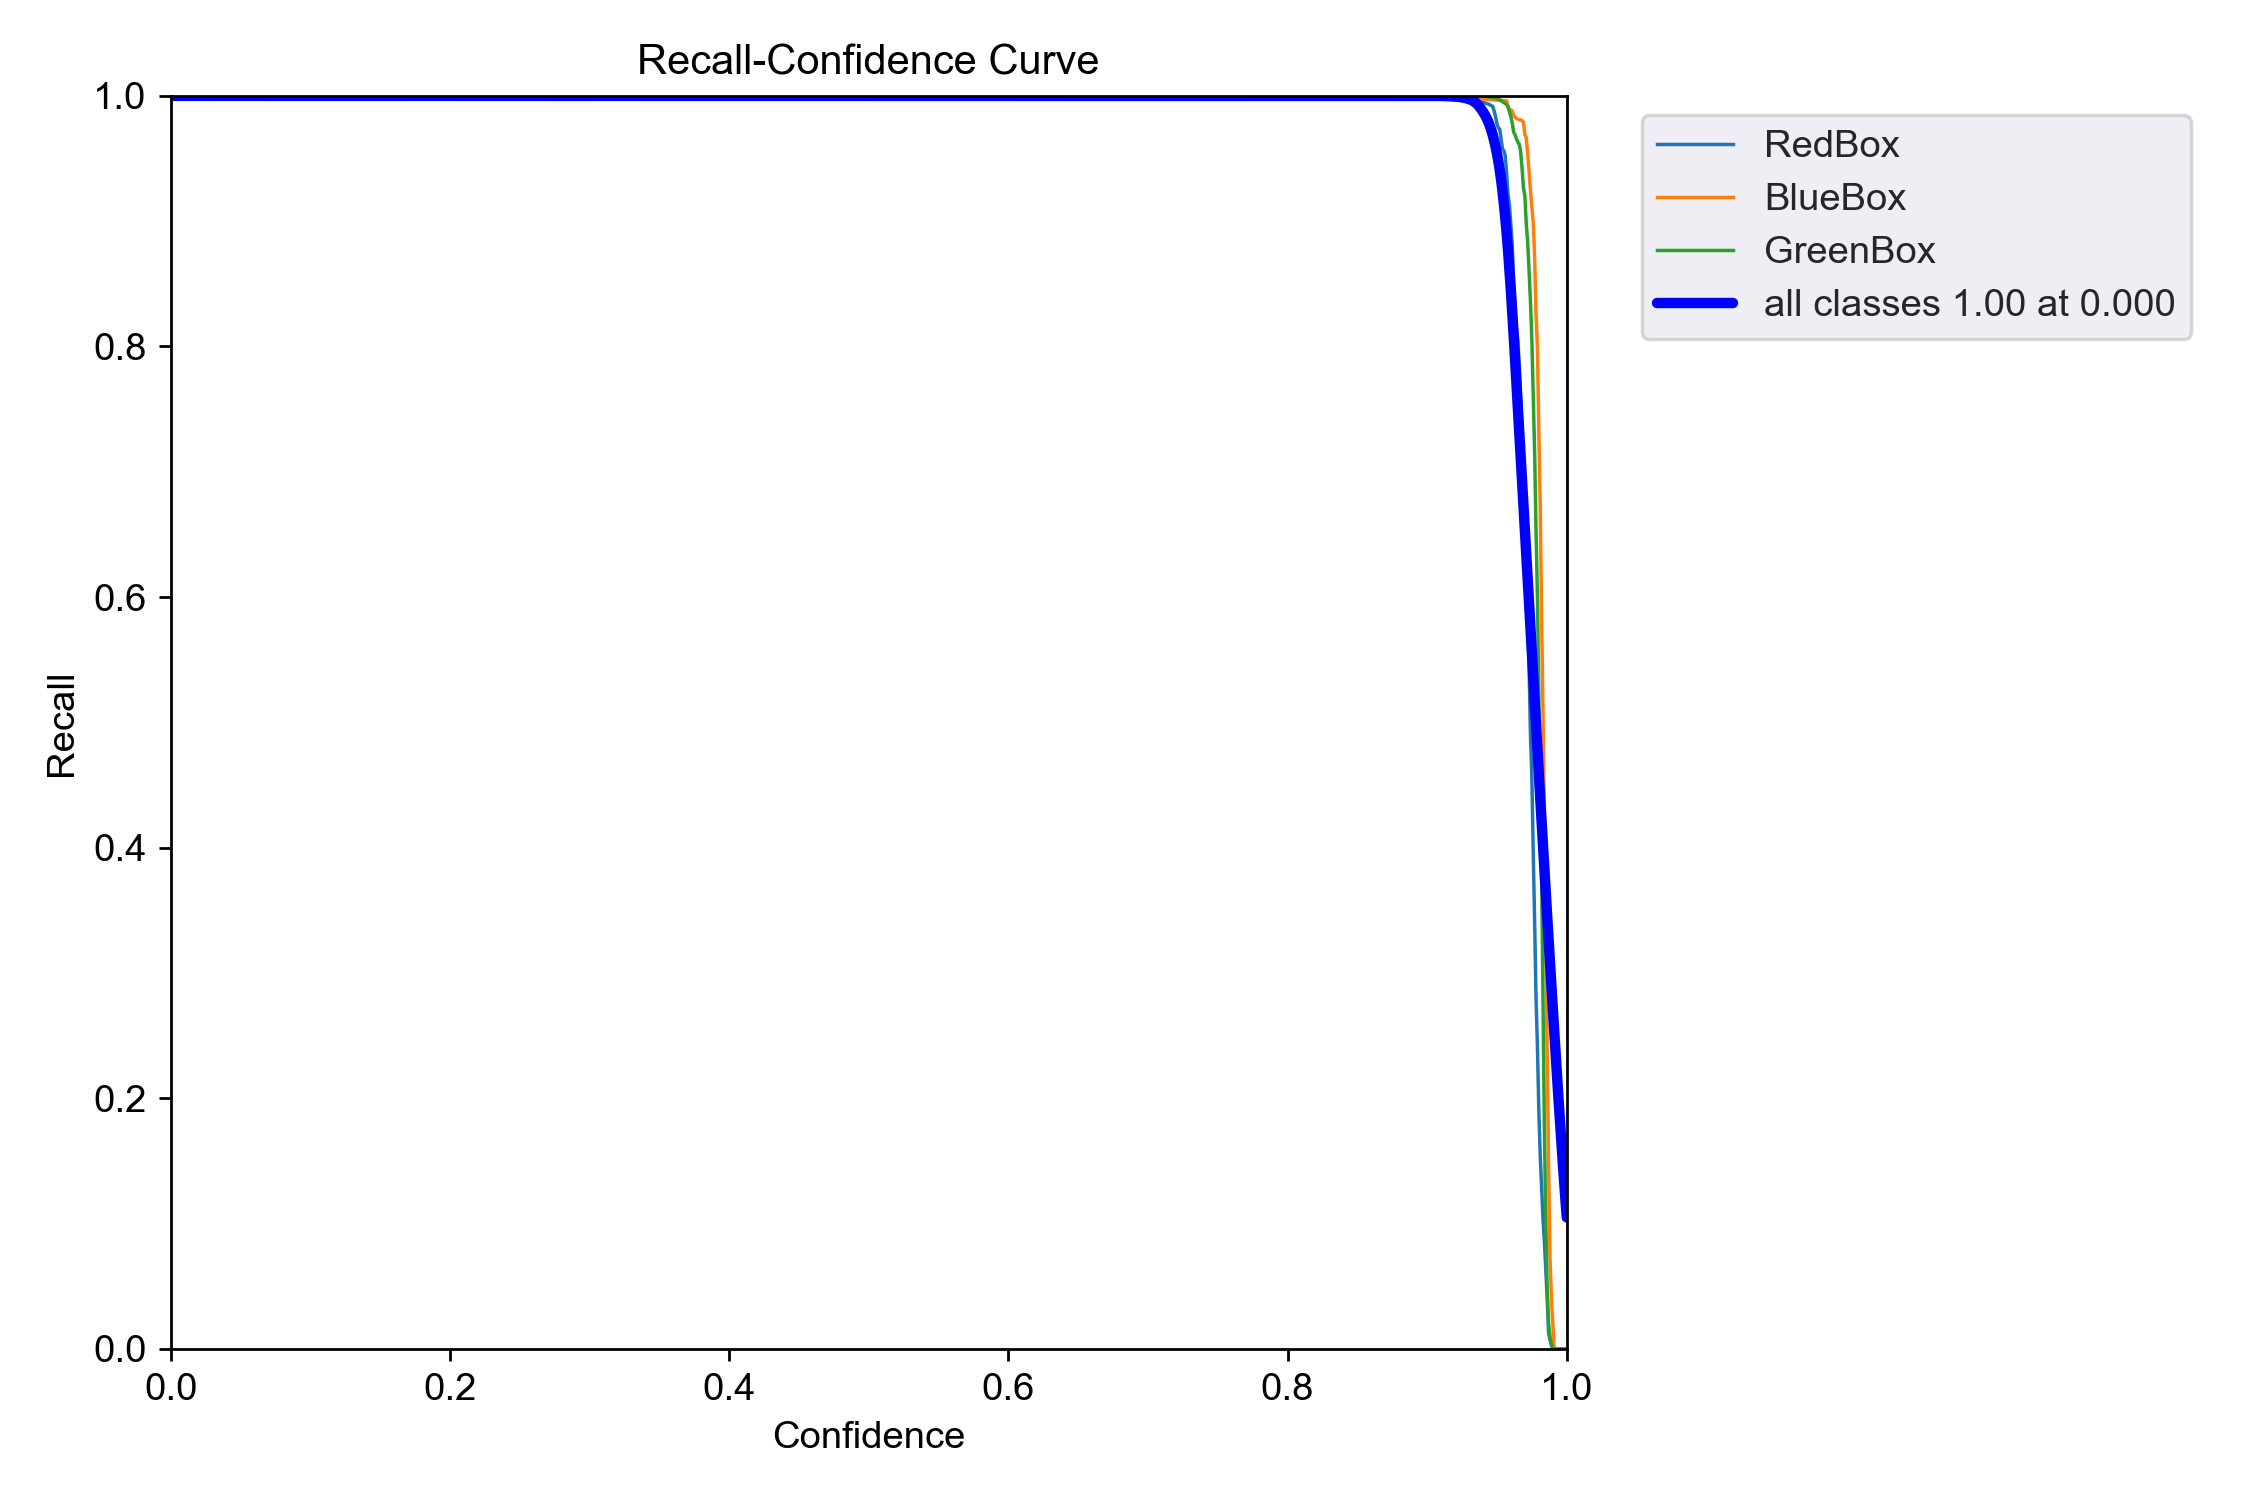 Recall-Confidence Curve
1.0
0.8
0.6
0.4
0.2
0.0
Recall
0.0 0.2 0.4 0.6 0.8 1.0
Confidence
RedBox
BlueBox
GreenBox
all classes 1.00 at 0.000